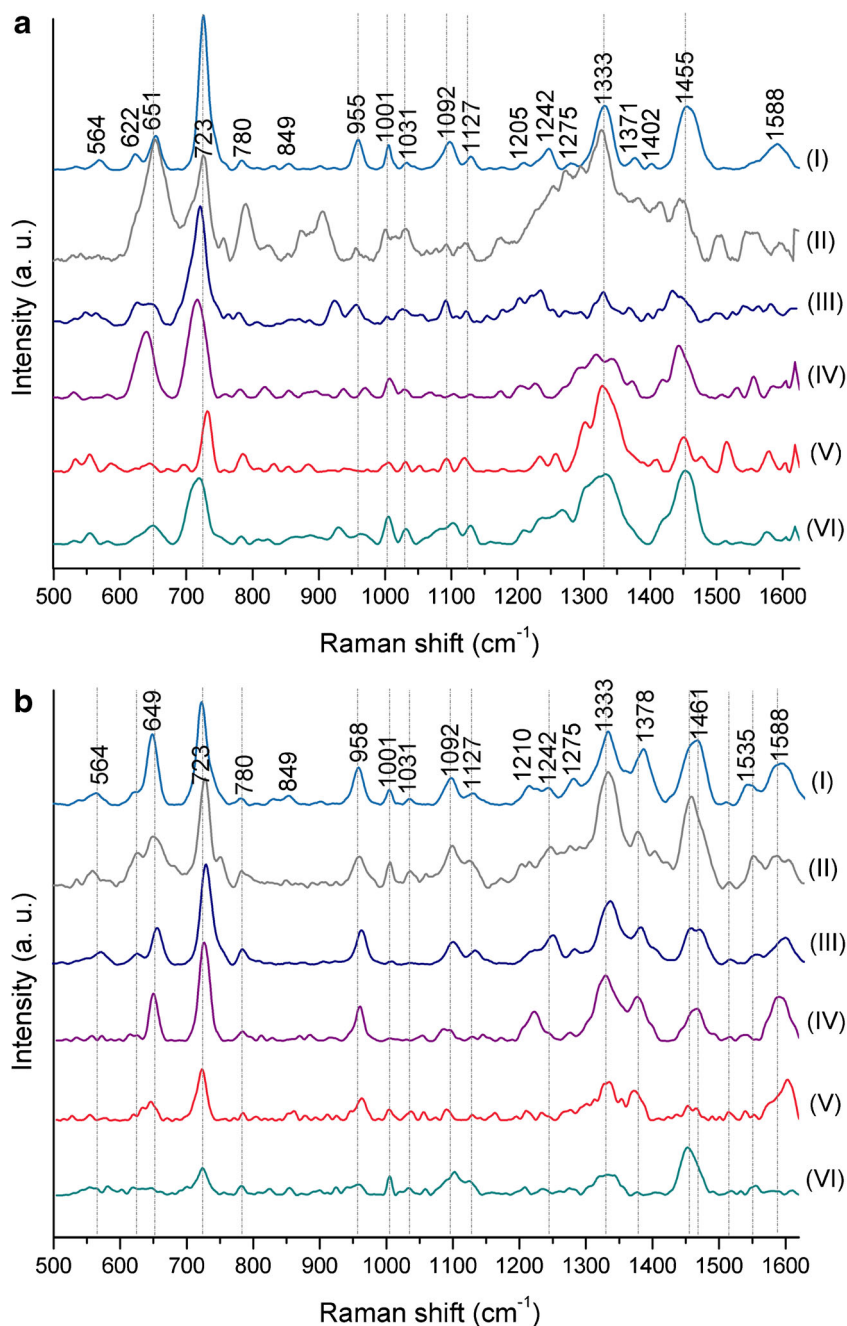 a
564
622
651
723
780
849
955
1001
1031
1092
1127
1205
1242
1275
1333
1371
1402
1455
1588
(I)
(II)
(III)
(IV)
(V)
(VI)
Intensity (a. u.)
500 600 700 800 900 1000 1100 1200 1300 1400 1500 1600
Raman shift (cm⁻¹)
b
564
649
723
780
849
958
1001
1031
1092
1127
1210
1242
1275
1333
1378
1461
1535
1588
(I)
(II)
(III)
(IV)
(V)
(VI)
Intensity (a. u.)
500 600 700 800 900 1000 1100 1200 1300 1400 1500 1600
Raman shift (cm⁻¹)